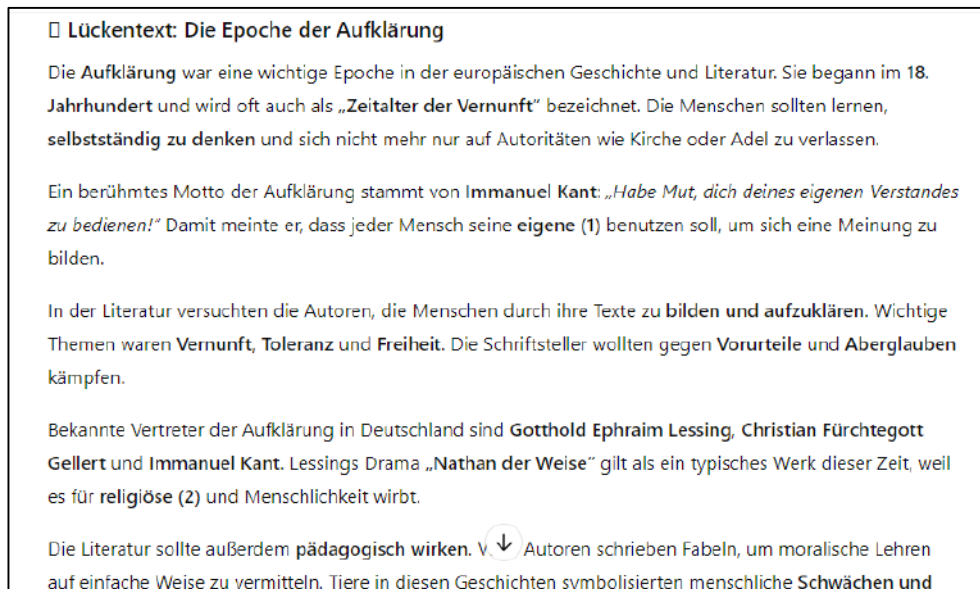 Lückentext: Die Epoche der Aufklärung
Die Aufklärung war eine wichtige Epoche in der europäischen Geschichte und Literatur. Sie begann im 18.
Jahrhundert und wird oft auch als „Zeitalter der Vernunft“ bezeichnet. Die Menschen sollten lernen,
selbstständig zu denken und sich nicht mehr nur auf Autoritäten wie Kirche oder Adel zu verlassen.
Ein berühmtes Motto der Aufklärung stammt von Immanuel Kant: „Habe Mut, dich deines eigenen Verstandes
zu bedienen!“ Damit meinte er, dass jeder Mensch seine eigene (1) benutzen soll, um sich eine Meinung zu
bilden.
In der Literatur versuchten die Autoren, die Menschen durch ihre Texte zu bilden und aufzuklären. Wichtige
Themen waren Vernunft, Toleranz und Freiheit. Die Schriftsteller wollten gegen Vorurteile und Aberglauben
kämpfen.
Bekannte Vertreter der Aufklärung in Deutschland sind Gotthold Ephraim Lessing, Christian Fürchtegott
Gellert und Immanuel Kant. Lessings Drama „Nathan der Weise“ gilt als ein typisches Werk dieser Zeit, weil
es für religiöse (2) und Menschlichkeit wirbt.
Die Literatur sollte außerdem pädagogisch wirken. Autoren schrieben Fabeln, um moralische Lehren
auf einfache Weise zu vermitteln. Tiere in diesen Geschichten symbolisierten menschliche Schwächen und